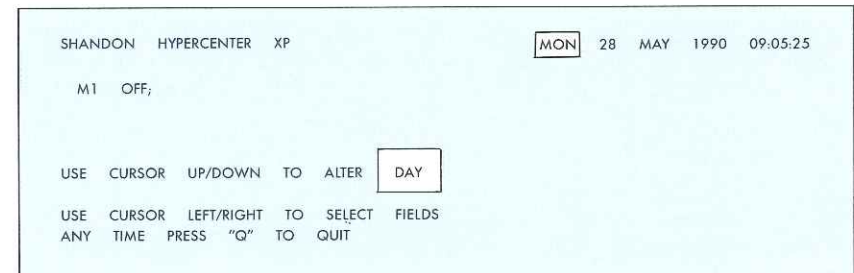 SHANDON HYPERCENTER XP MON 28 MAY 1990 09:05:25
M1 OFF;
USE CURSOR UP/DOWN TO ALTER DAY
USE CURSOR LEFT/RIGHT TO SELECT FIELDS
ANY TIME PRESS "Q" TO QUIT